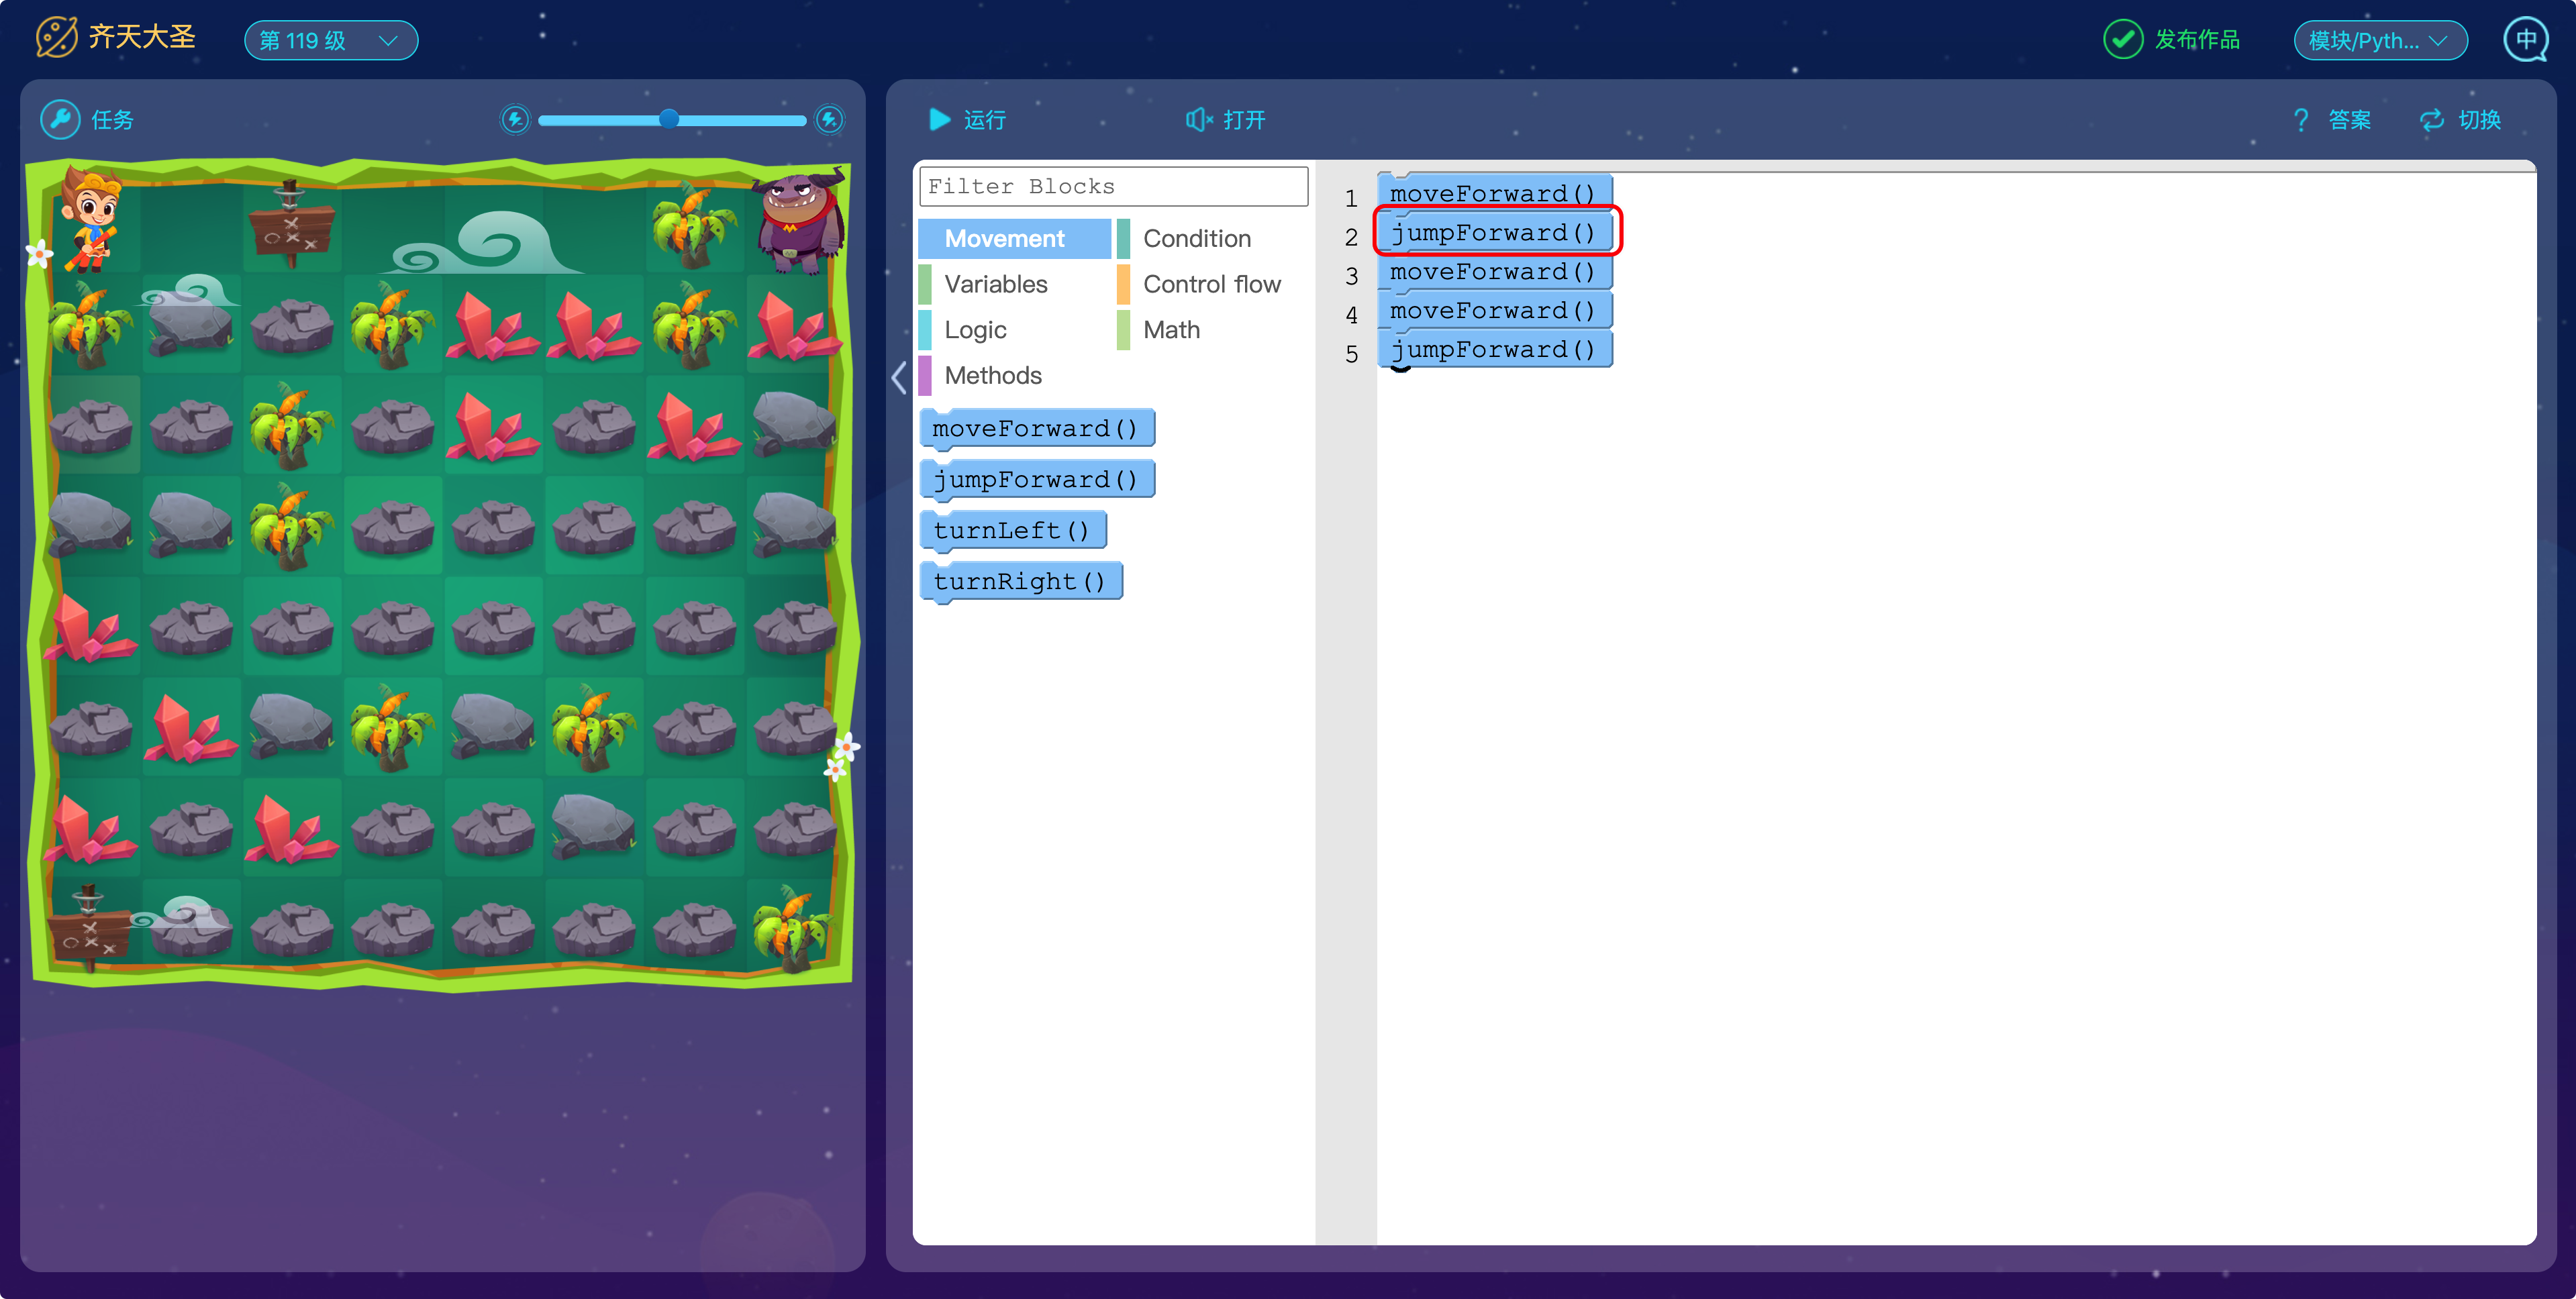 齐天大圣
第 119 级
发布作品
模块/Pyth...
中
任务
运行
打开
? 答案
切换
Filter Blocks
Movement
Condition
Variables
Control flow
Logic
Math
Methods
moveForward()
jumpForward()
turnLeft()
turnRight()
1 moveForward()
2 jumpForward()
3 moveForward()
4 moveForward()
5 jumpForward()